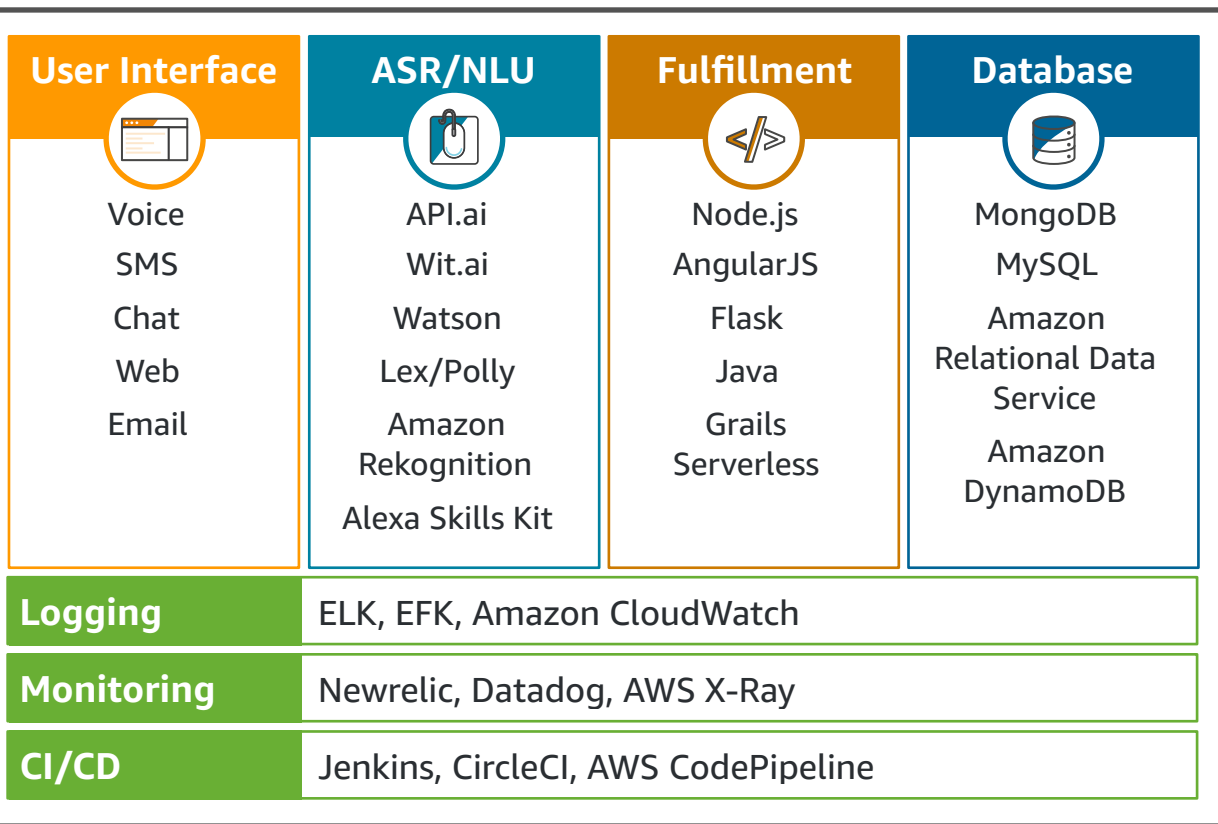 User Interface
Voice
SMS
Chat
Web
Email
ASR/NLU
API.ai
Wit.ai
Watson
Lex/Polly
Amazon
Rekognition
Alexa Skills Kit
Fulfillment
</>
Node.js
AngularJS
Flask
Java
Grails
Serverless
Database
MongoDB
MySQL
Amazon
Relational Data
Service
Amazon
DynamoDB
Logging
ELK, EFK, Amazon CloudWatch
Monitoring
Newrelic, Datadog, AWS X-Ray
CI/CD
Jenkins, CircleCI, AWS CodePipeline